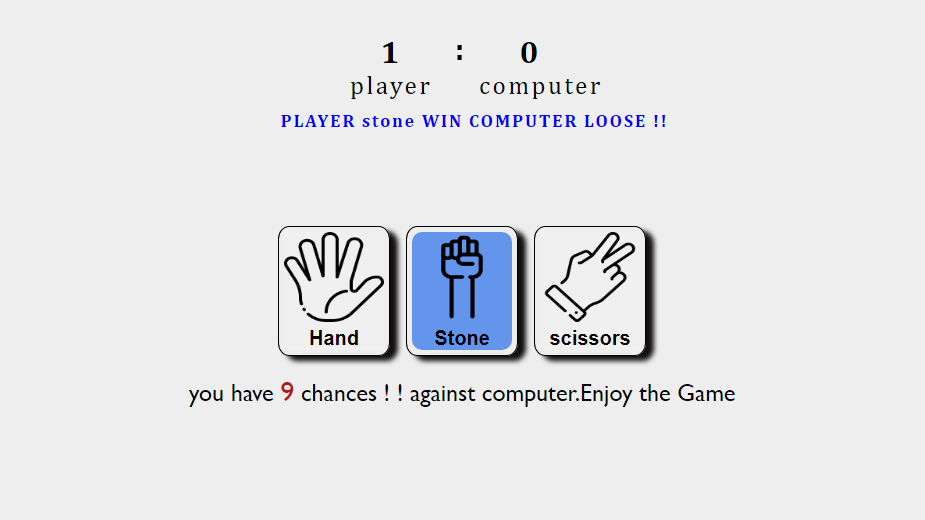 1 : 0
player computer
PLAYER stone WIN COMPUTER LOOSE !!
Hand Stone scissors
you have 9 chances ! ! against computer.Enjoy the Game